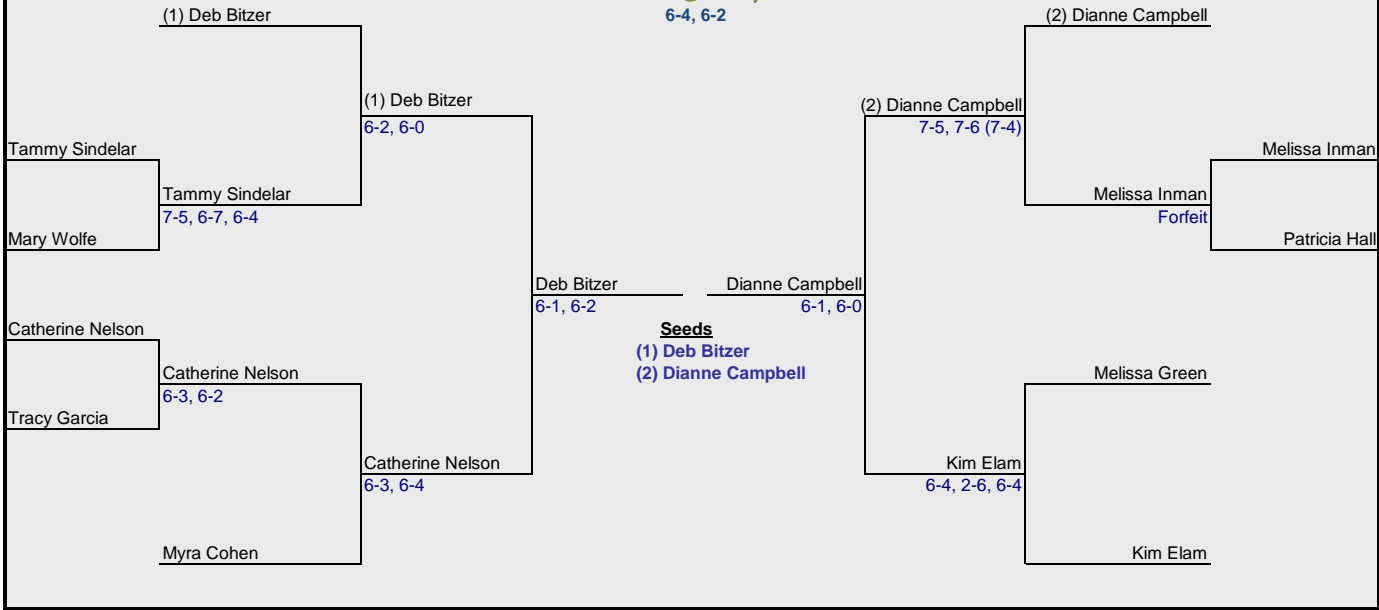 6-4, 6-2
(1) Deb Bitzer
(2) Dianne Campbell
(1) Deb Bitzer
6-2, 6-0
(2) Dianne Campbell
7-5, 7-6 (7-4)
Tammy Sindelar
Melissa Inman
Tammy Sindelar
7-5, 6-7, 6-4
Melissa Inman
Forfeit
Mary Wolfe
Patricia Hall
Deb Bitzer
6-1, 6-2
Dianne Campbell
6-1, 6-0
Catherine Nelson
Seeds
(1) Deb Bitzer
(2) Dianne Campbell
Catherine Nelson
6-3, 6-2
Melissa Green
Tracy Garcia
Catherine Nelson
6-3, 6-4
Kim Elam
6-4, 2-6, 6-4
Myra Cohen
Kim Elam